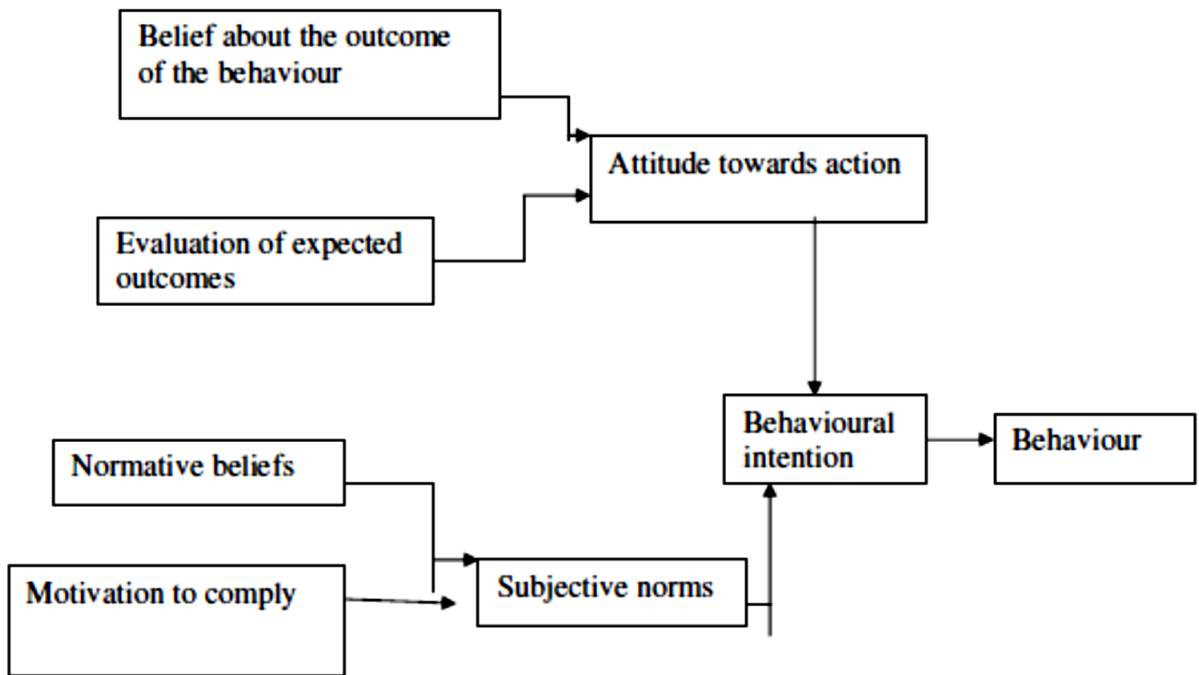 Belief about the outcome
of the behaviour
Attitude towards action
Evaluation of expected
outcomes
Behavioural
intention
Behaviour
Normative beliefs
Subjective norms
Motivation to comply